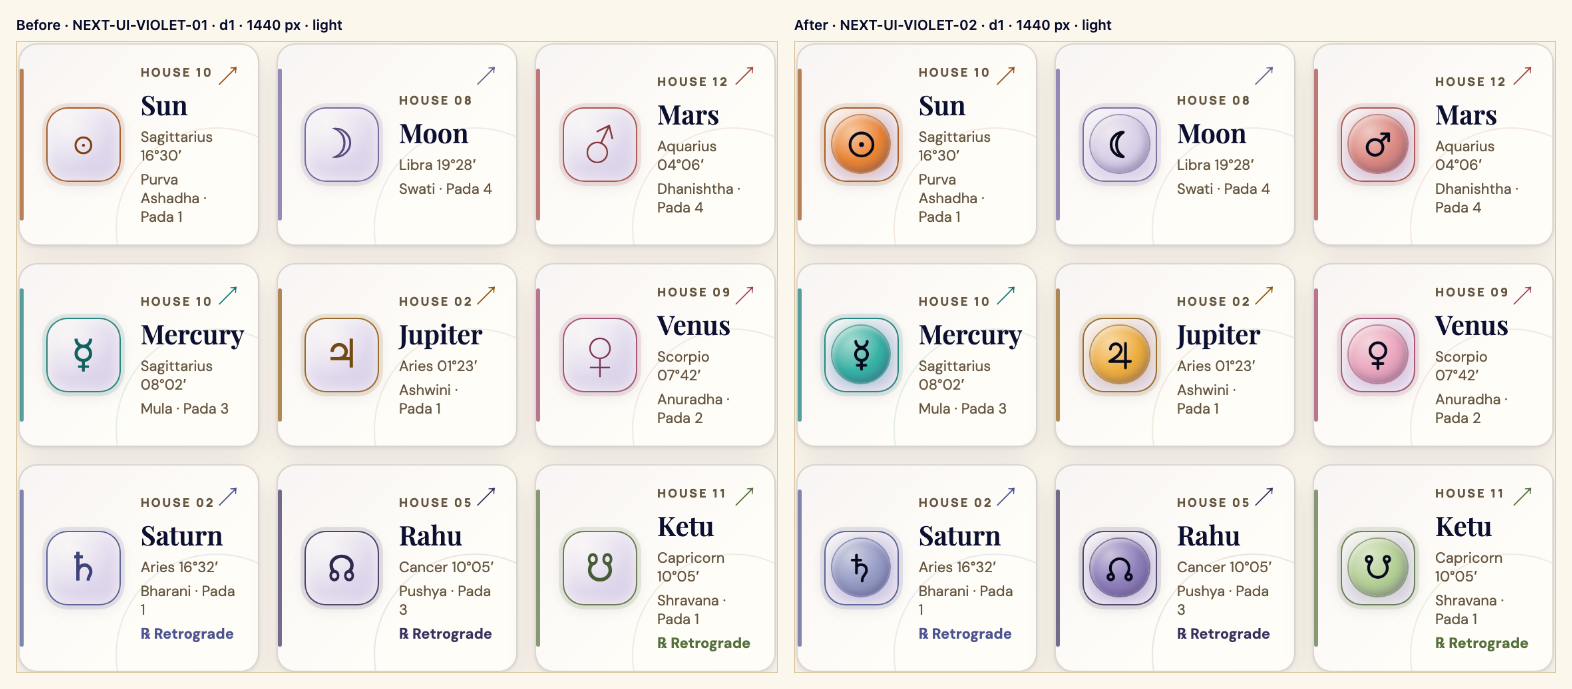 Before · NEXT-UI-VIOLET-01 · d1 · 1440 px · light
HOUSE 10
Sun
Sagittarius
16°30′
Purva
Ashadha ·
Pada 1
HOUSE 08
Moon
Libra 19°28′
Swati · Pada 4
HOUSE 12
Mars
Aquarius
04°06′
Dhanishtha ·
Pada 4
HOUSE 10
Mercury
Sagittarius
08°02′
Mula · Pada 3
HOUSE 02
Jupiter
Aries 01°23′
Ashwini ·
Pada 1
HOUSE 09
Venus
Scorpio
07°42′
Anuradha ·
Pada 2
HOUSE 02
Saturn
Aries 16°32′
Bharani · Pada
1
℞ Retrograde
HOUSE 05
Rahu
Cancer 10°05′
Pushya · Pada
3
℞ Retrograde
HOUSE 11
Ketu
Capricorn
10°05′
Shravana ·
Pada 1
℞ Retrograde
After · NEXT-UI-VIOLET-02 · d1 · 1440 px · light
HOUSE 10
Sun
Sagittarius
16°30′
Purva
Ashadha ·
Pada 1
HOUSE 08
Moon
Libra 19°28′
Swati · Pada 4
HOUSE 12
Mars
Aquarius
04°06′
Dhanishtha ·
Pada 4
HOUSE 10
Mercury
Sagittarius
08°02′
Mula · Pada 3
HOUSE 02
Jupiter
Aries 01°23′
Ashwini ·
Pada 1
HOUSE 09
Venus
Scorpio
07°42′
Anuradha ·
Pada 2
HOUSE 02
Saturn
Aries 16°32′
Bharani · Pada
1
℞ Retrograde
HOUSE 05
Rahu
Cancer 10°05′
Pushya · Pada
3
℞ Retrograde
HOUSE 11
Ketu
Capricorn
10°05′
Shravana ·
Pada 1
℞ Retrograde